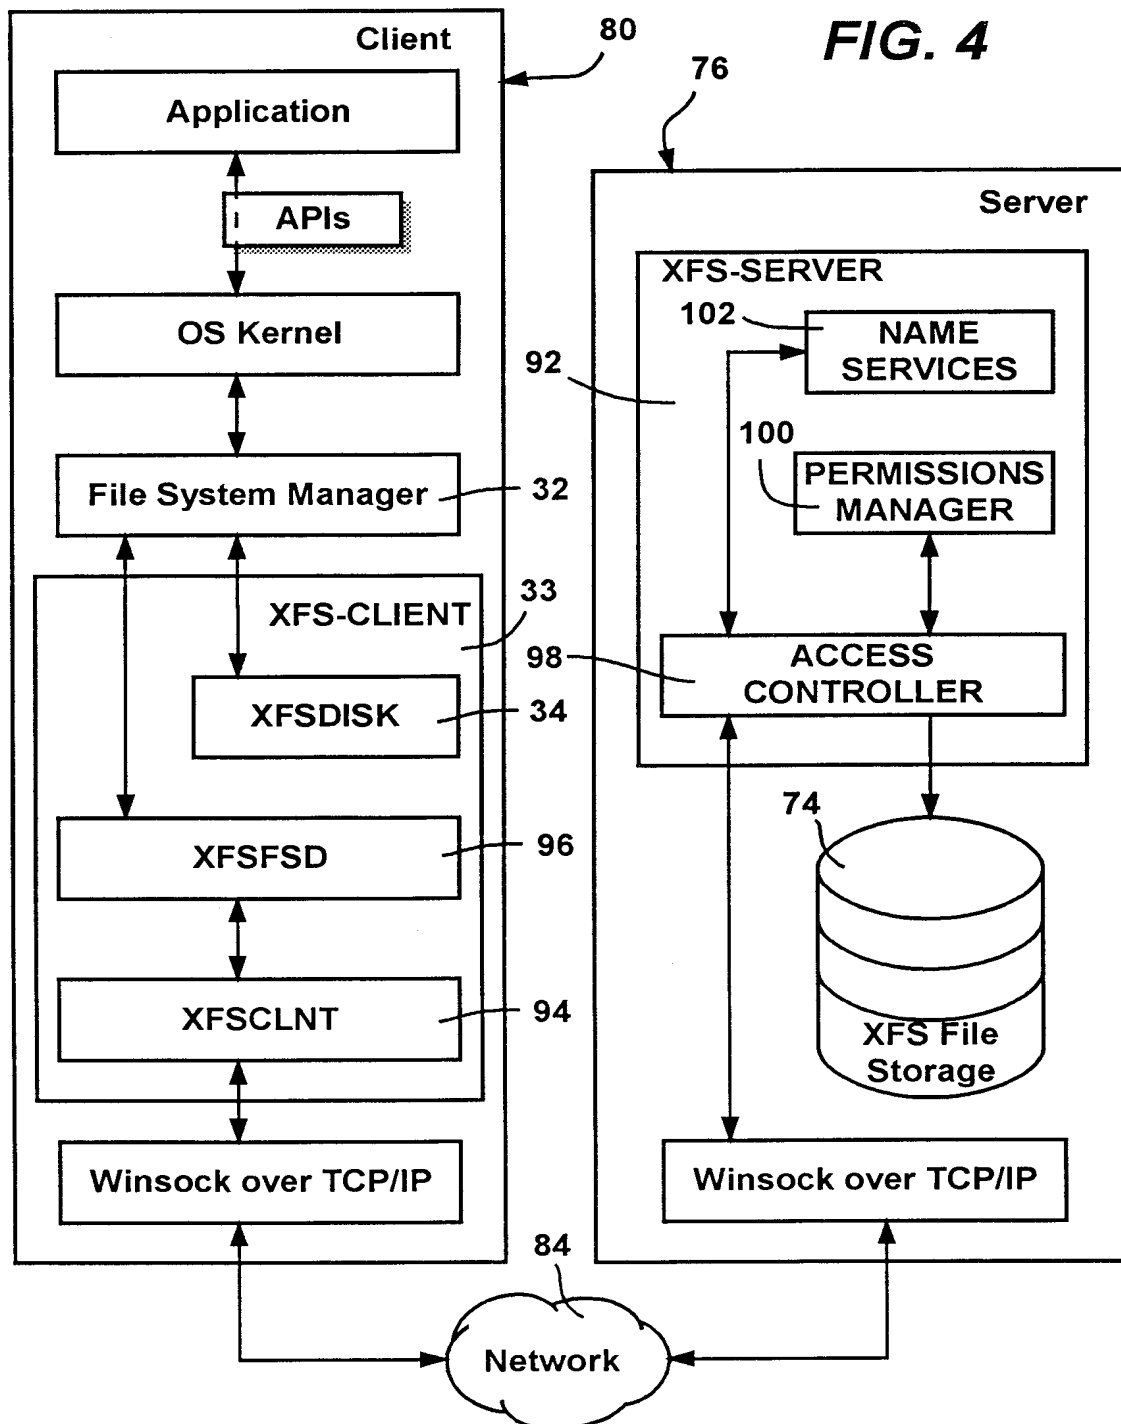 FIG. 4
Client
80
Application
APIs
OS Kernel
File System Manager
32
XFS-CLIENT
33
XFSDISK
34
XFSFSD
96
XFSCLNT
94
Winsock over TCP/IP
76
Server
XFS-SERVER
102
NAME
SERVICES
92
100
PERMISSIONS
MANAGER
98
ACCESS
CONTROLLER
74
XFS File
Storage
Winsock over TCP/IP
84
Network